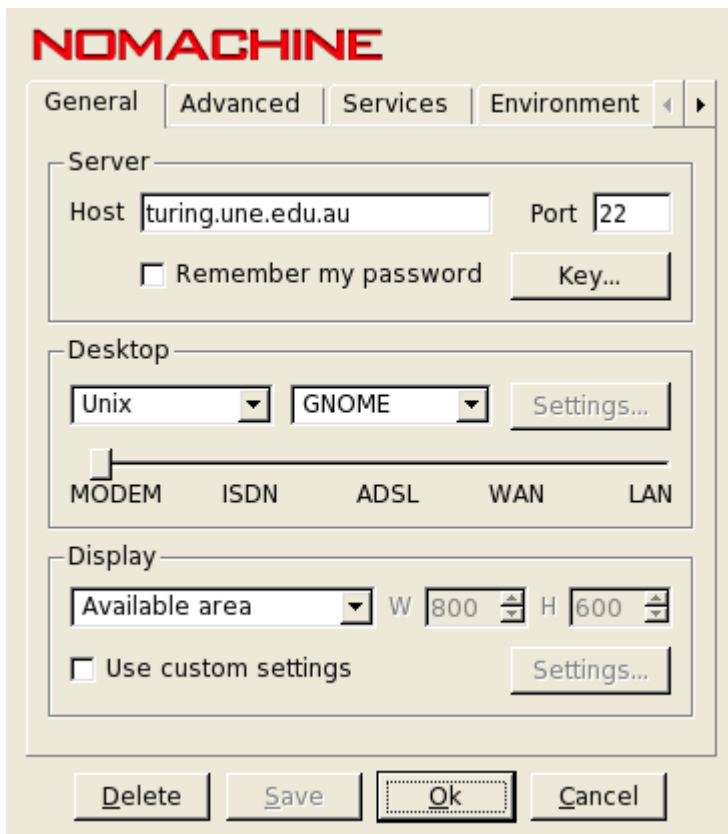 NOMACHINE
General Advanced Services Environment
Server
Host turing.une.edu.au Port 22
Remember my password Key...
Desktop
Unix GNOME Settings...
MODEM ISDN ADSL WAN LAN
Display
Available area W 800 H 600
Use custom settings Settings...
Delete Save Ok Cancel